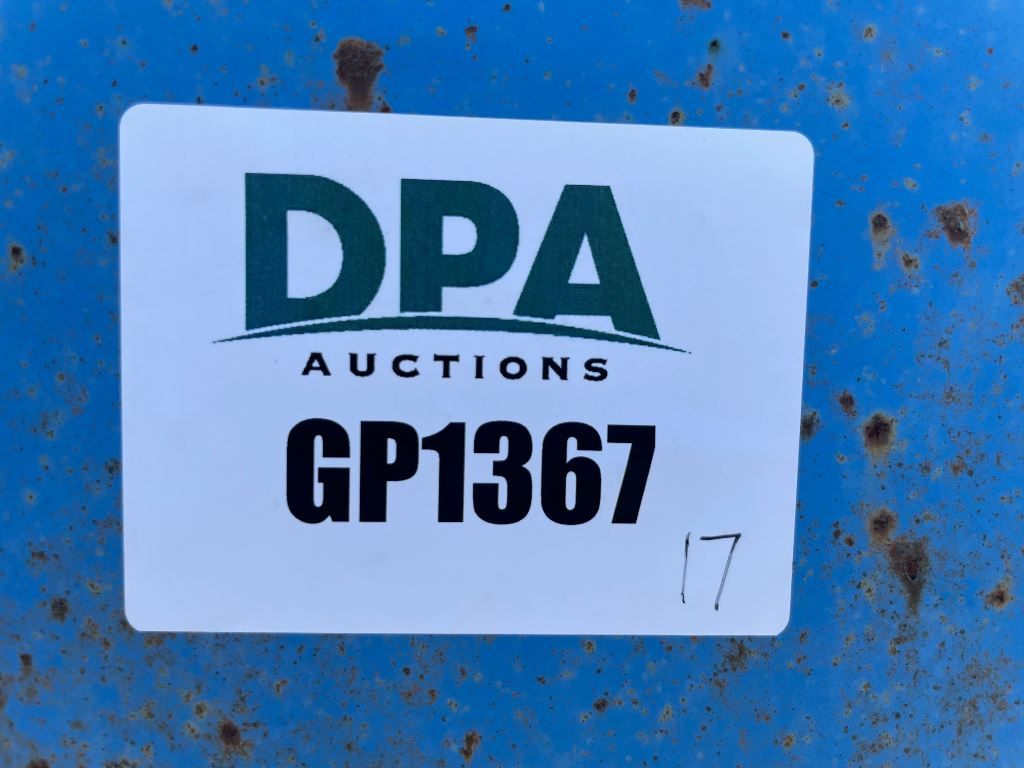 DPA
AUCTIONS
GP1367
17